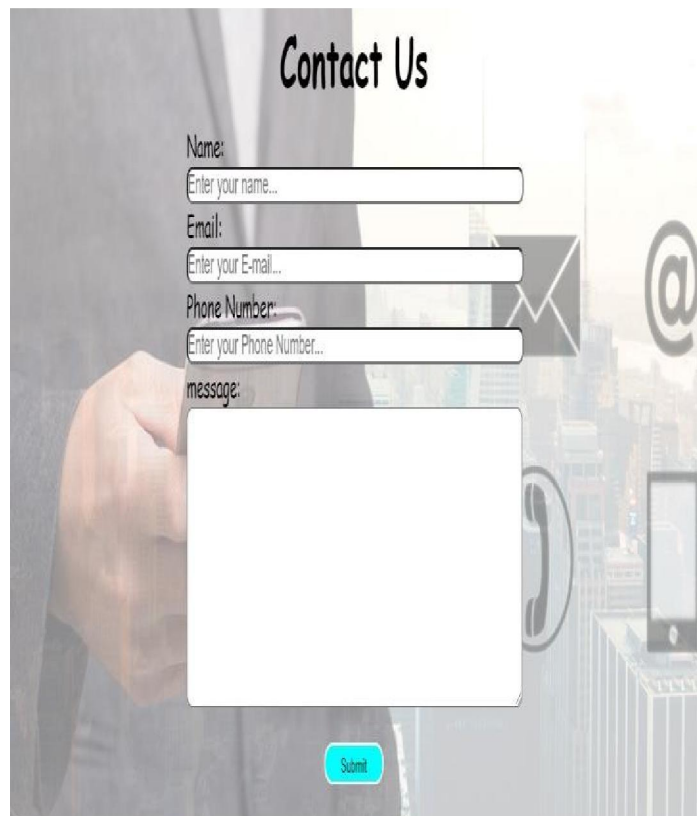 Contact Us
Name:
Enter your name...
Email:
Enter your E-mail...
Phone Number:
Enter your Phone Number...
message:
Submit